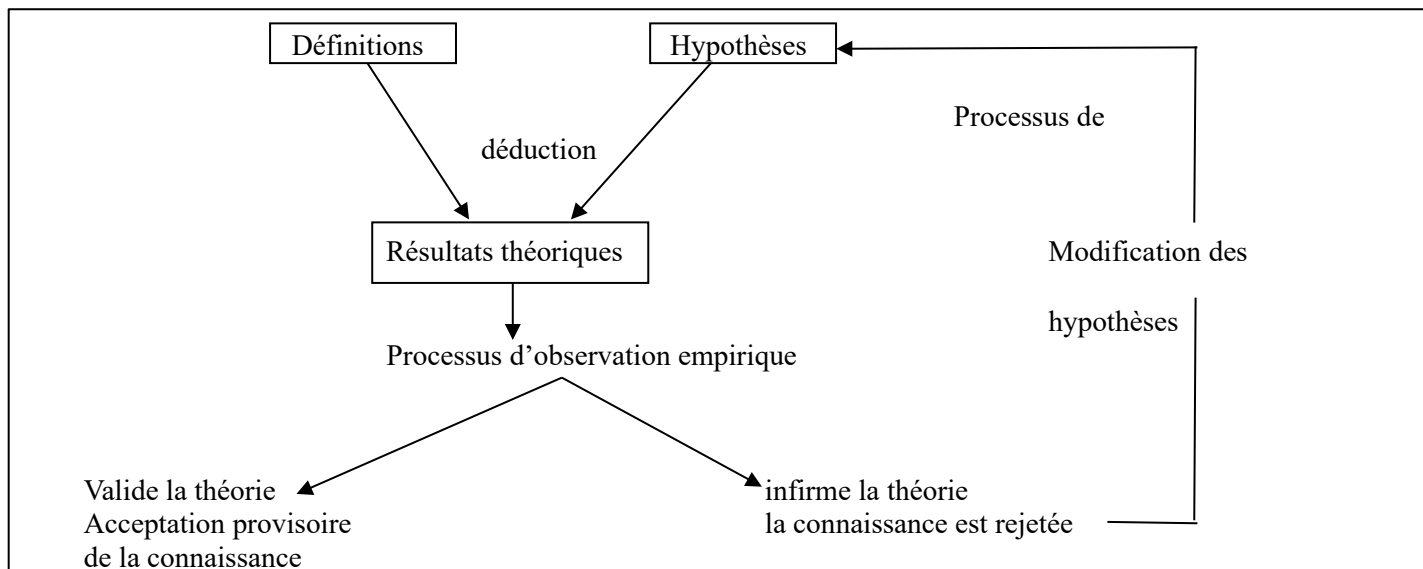 Définitions
Hypothèses
Processus de
déduction
Résultats théoriques
Modification des
hypothèses
Processus d’observation empirique
Valide la théorie
Acceptation provisoire
de la connaissance
infirme la théorie
la connaissance est rejetée